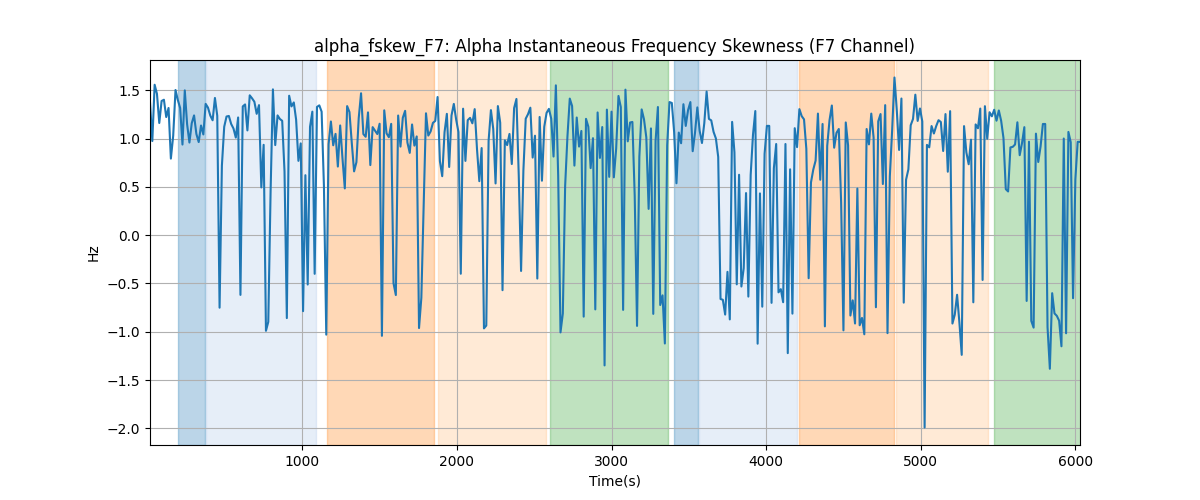 alpha_fskew_F7: Alpha Instantaneous Frequency Skewness (F7 Channel)
1.5
1.0
0.5
0.0
−0.5
−1.0
−1.5
−2.0
Hz
1000 2000 3000 4000 5000 6000
Time(s)